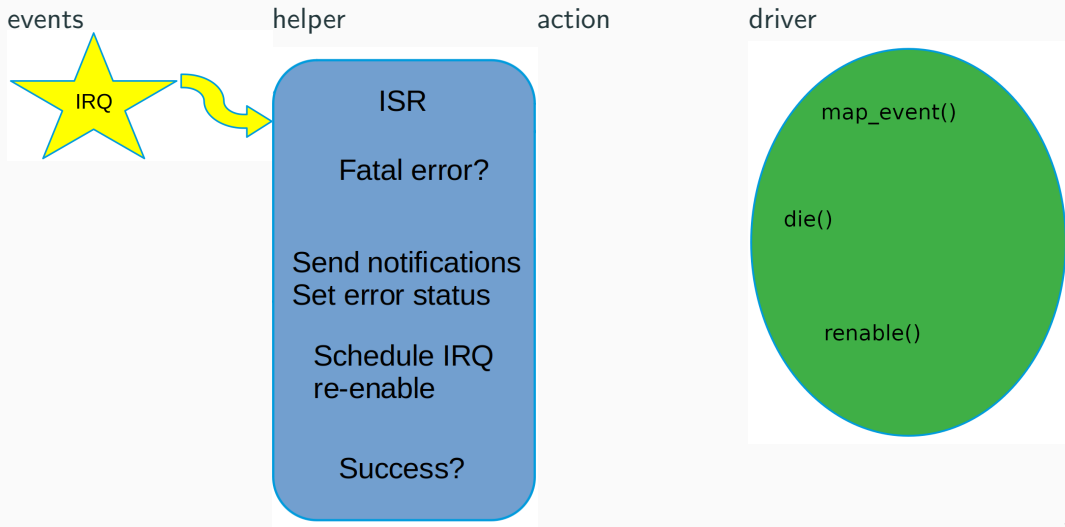 events
helper
action
driver
IRQ
ISR
Fatal error?
Send notifications
Set error status
Schedule IRQ
re-enable
Success?
map_event()
die()
renable()